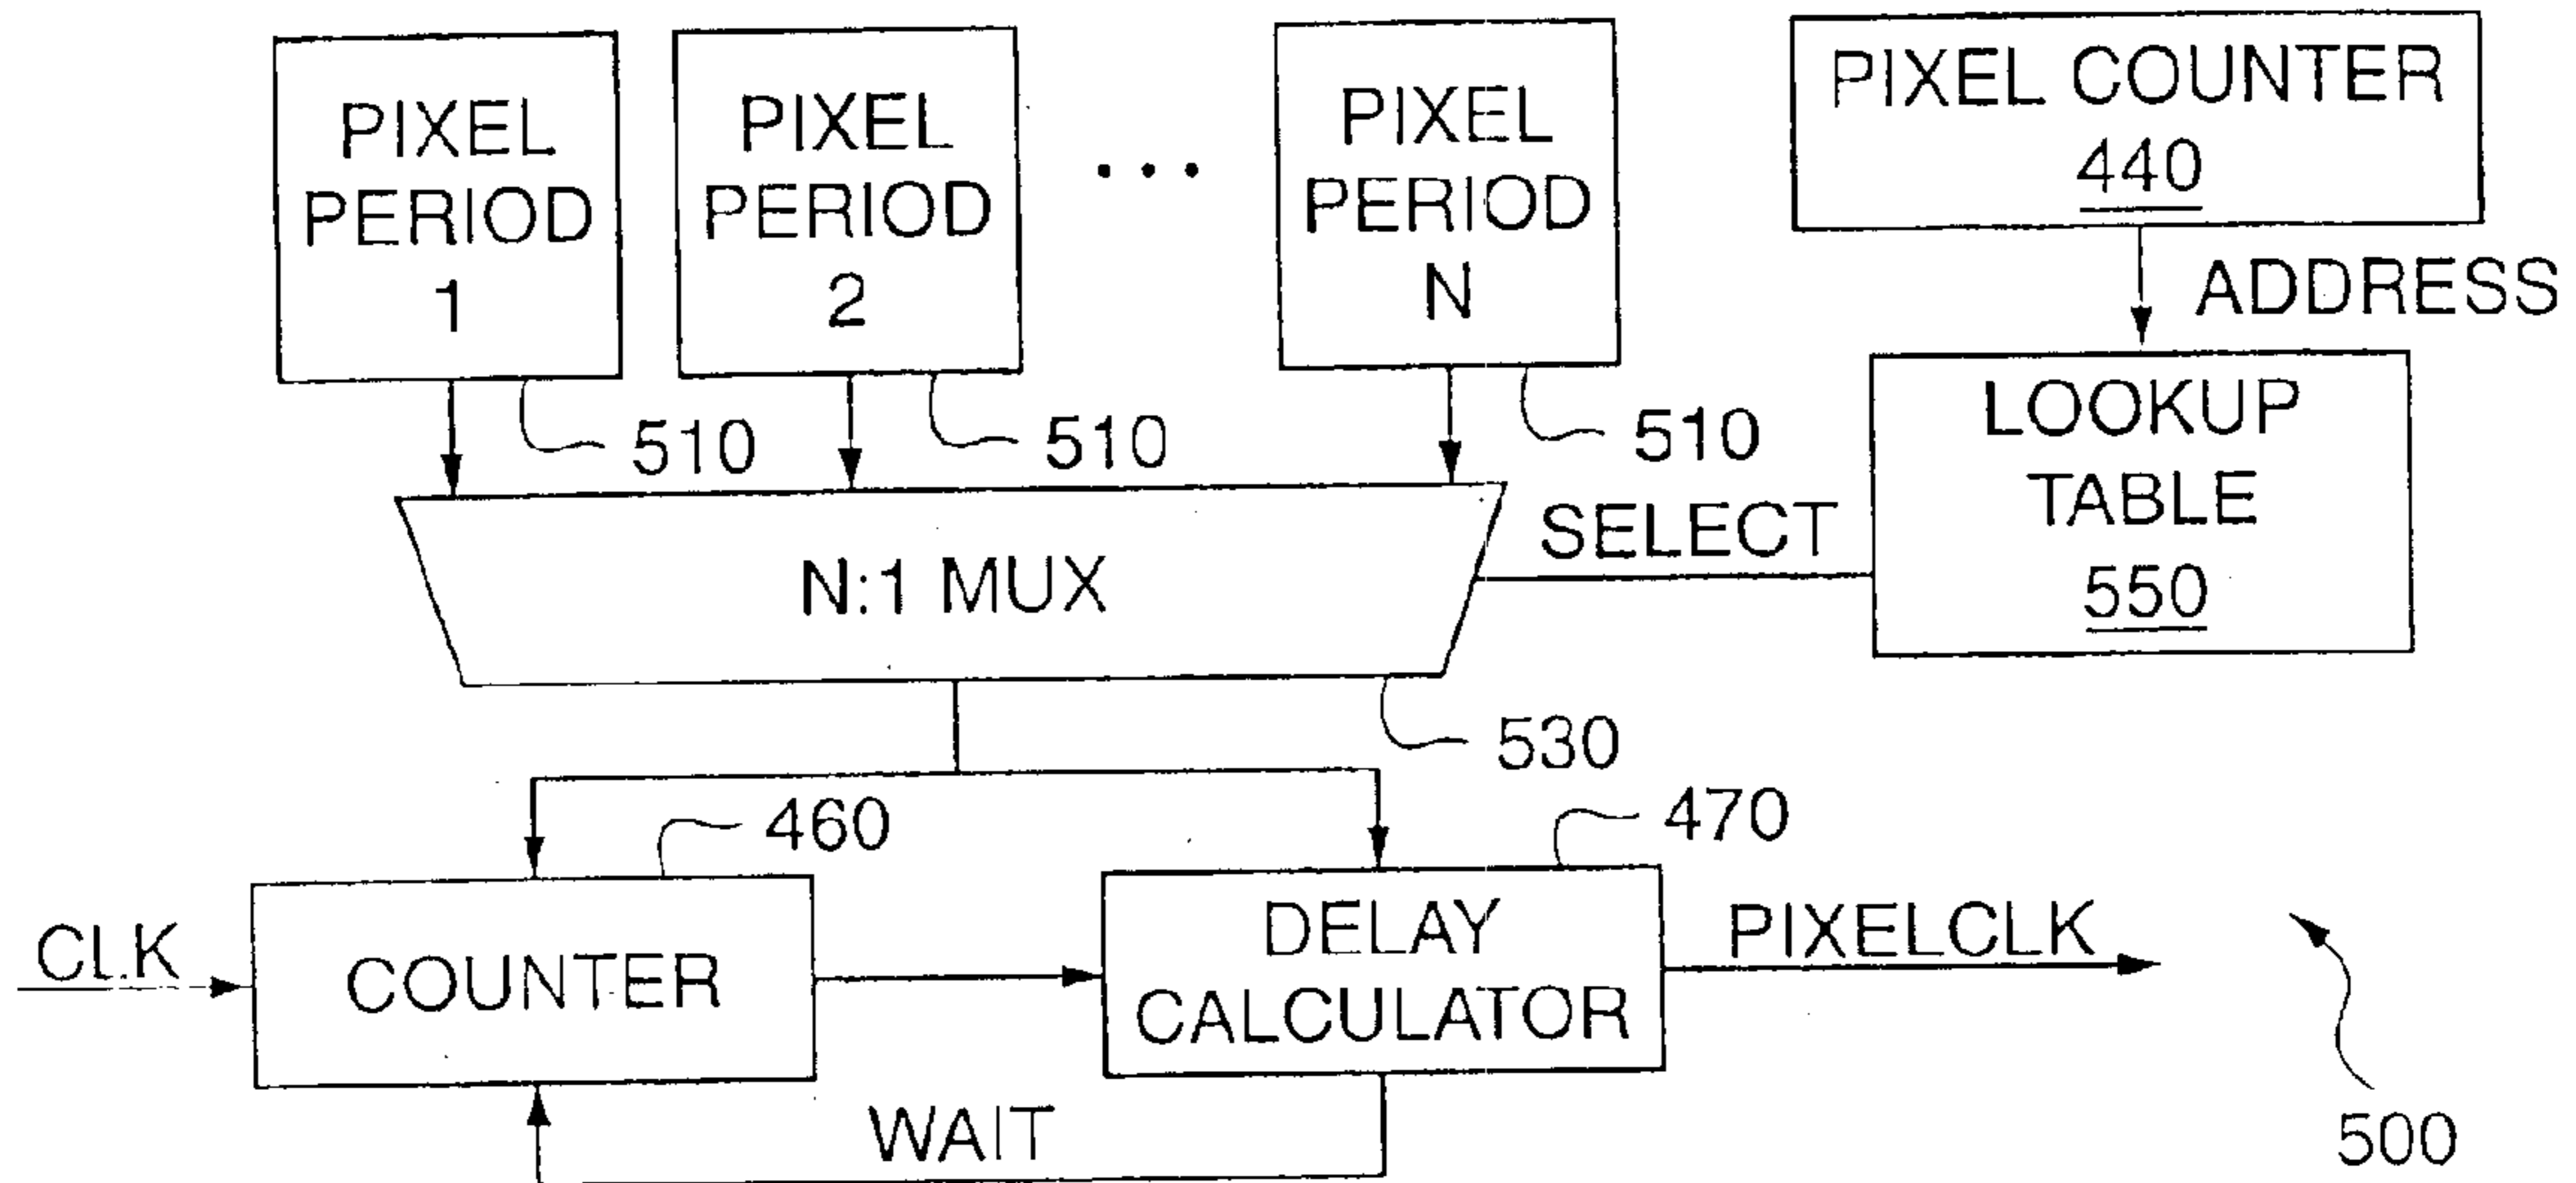 PIXEL
PERIOD
1
PIXEL
PERIOD
2
PIXEL
PERIOD
N
PIXEL COUNTER
440
ADDRESS
510
510
510
LOOKUP
TABLE
550
SELECT
N:1 MUX
530
460
470
CLK
COUNTER
DELAY
CALCULATOR
PIXELCLK
WAIT
500